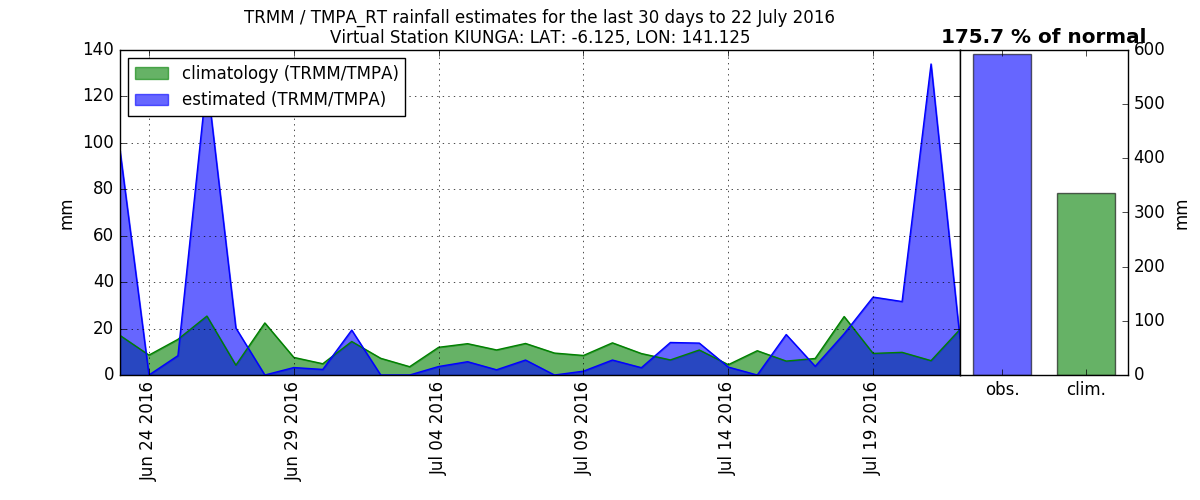 TRMM / TMPA_RT rainfall estimates for the last 30 days to 22 July 2016
Virtual Station KIUNGA: LAT: -6.125, LON: 141.125
175.7 % of normal
climatology (TRMM/TMPA)
estimated (TRMM/TMPA)
140
120
100
80
60
40
20
0
mm
Jun 24 2016
Jun 29 2016
Jul 04 2016
Jul 09 2016
Jul 14 2016
Jul 19 2016
obs.
clim.
600
500
400
300
200
100
0
mm